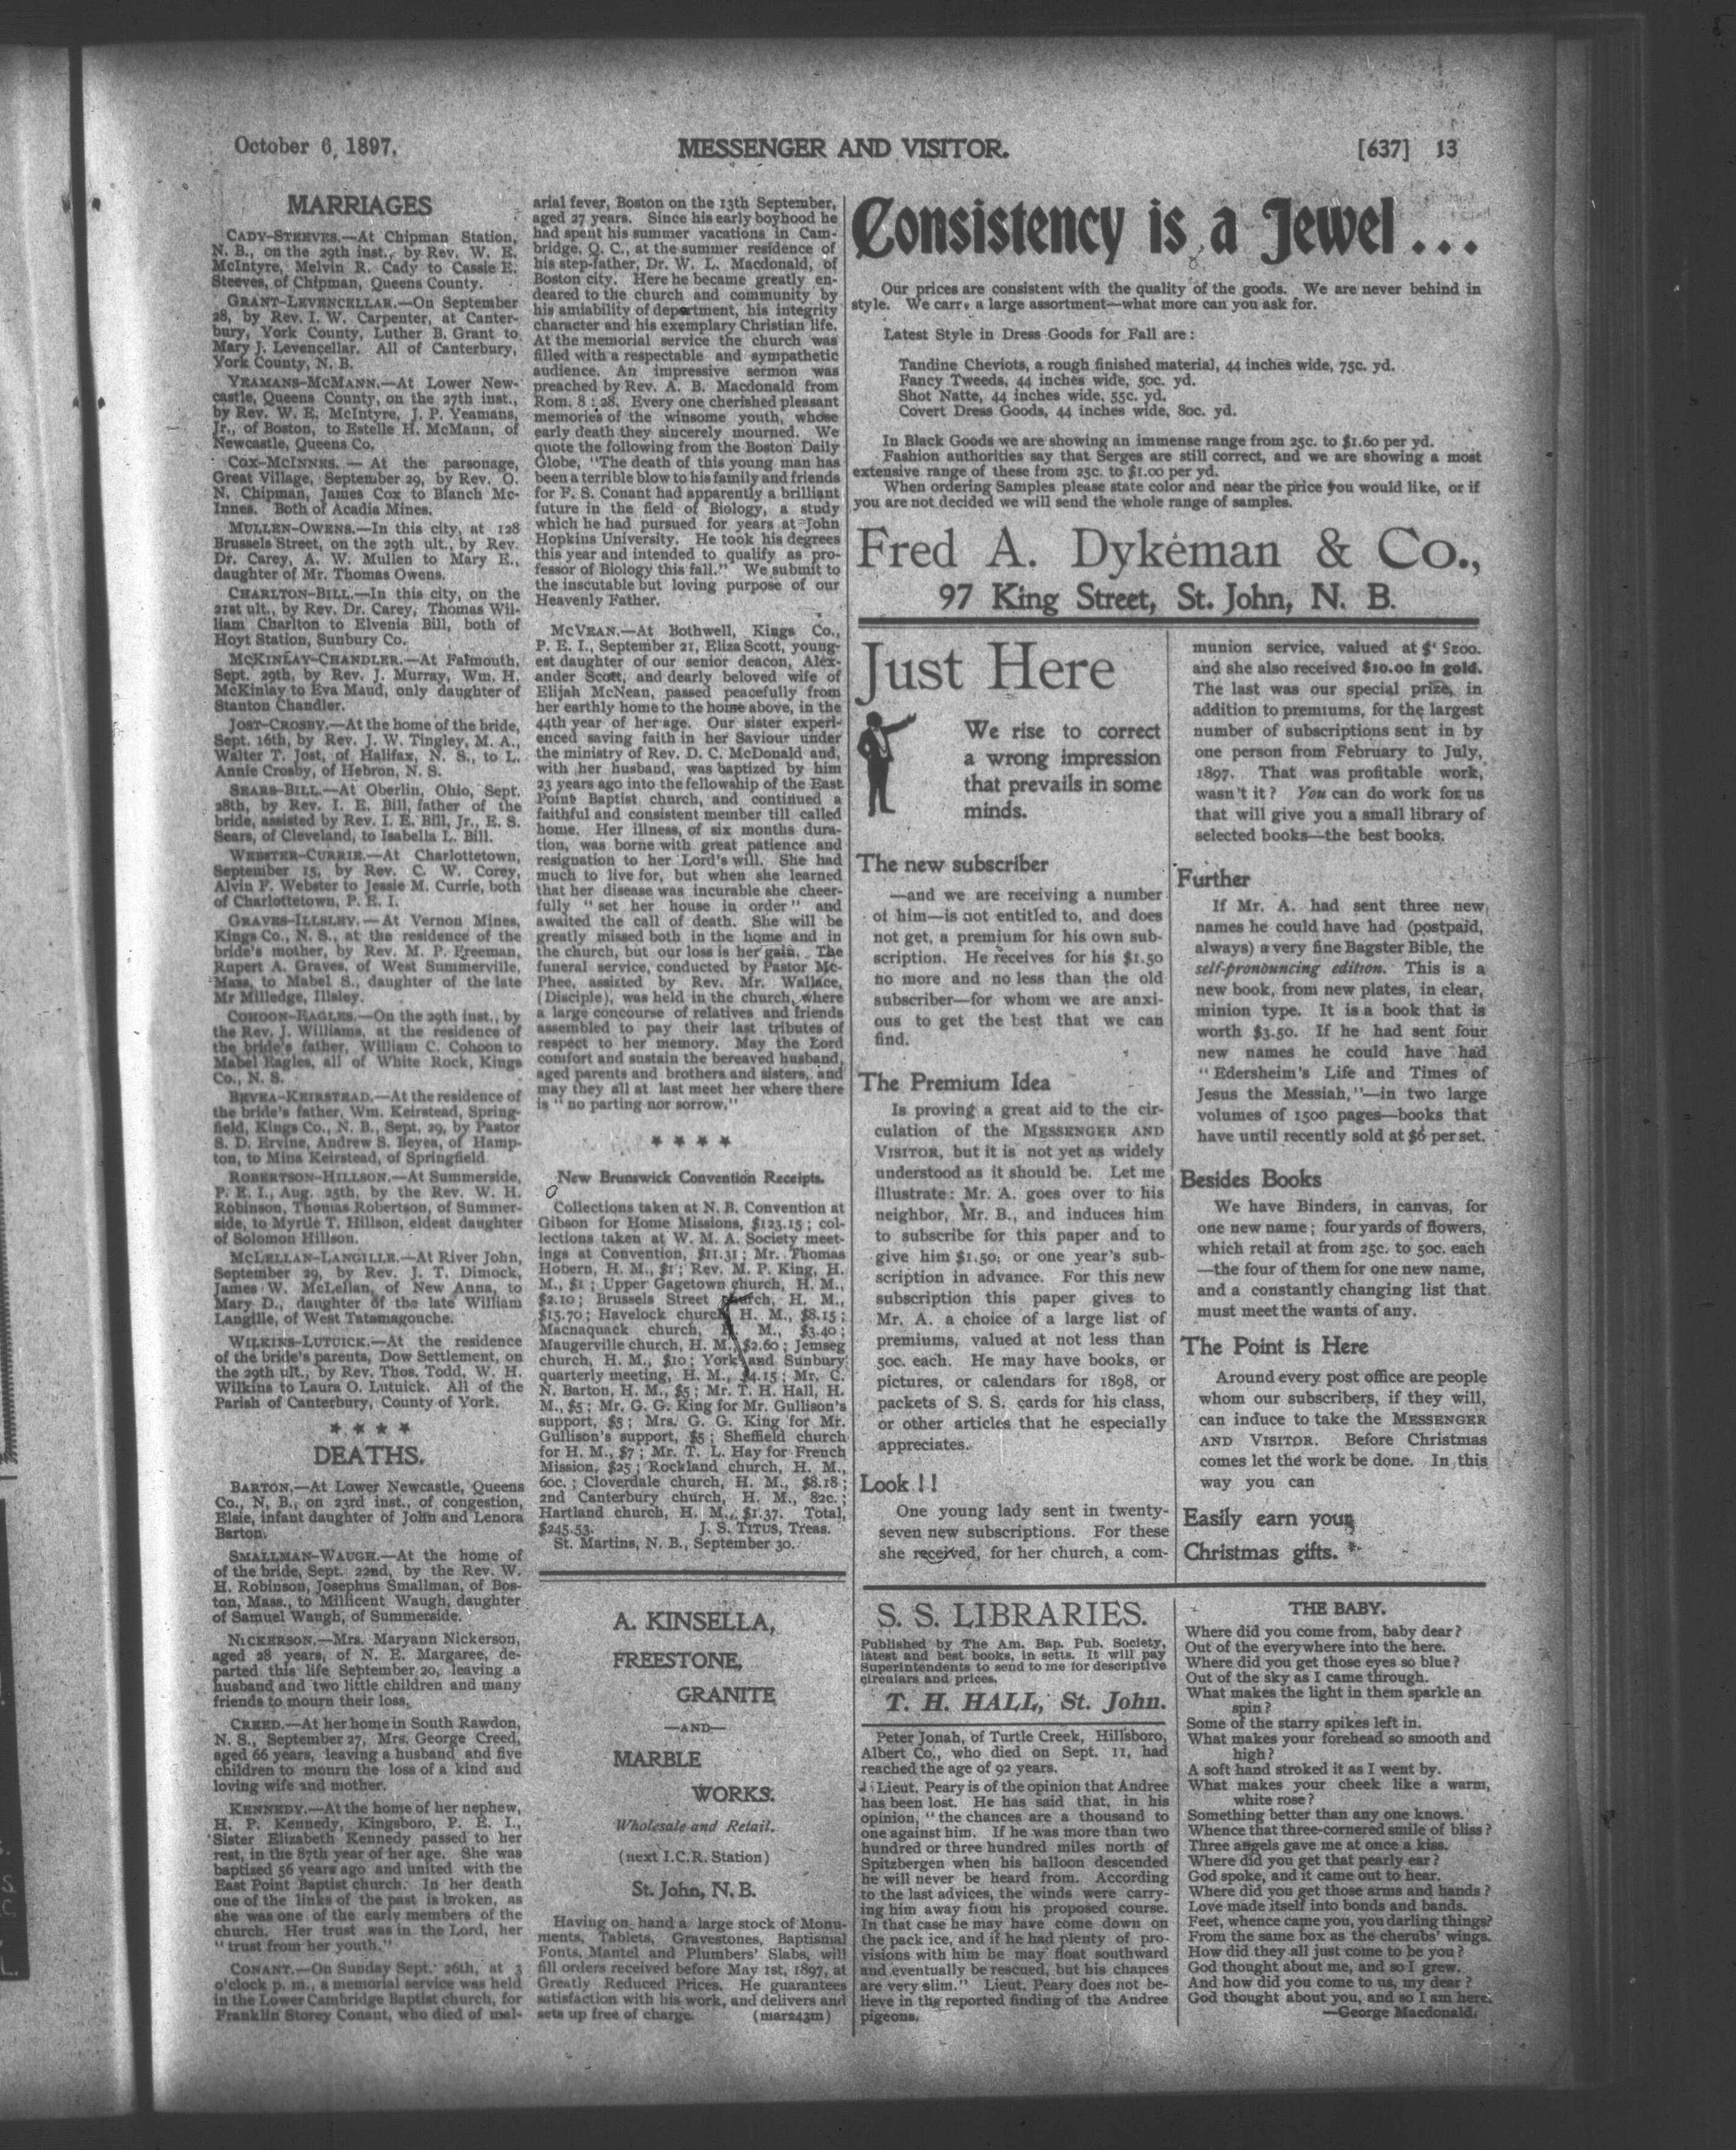 October 6, 1897.
MESSENGER AND VISITOR.
[637] 13
MARRIAGES
CADY-STEEVES.—At Chipman Station,
N. B., on the 29th inst., by Rev. W. E.
McIntyre, Melvin R. Cady to Cassie E.
Steeves, of Chipman, Queens County.
GRANT-LEVENCELLAR.—On September
28, by Rev. I. W. Carpenter, at Canter-
bury, York County, Luther B. Grant to
Mary J. Levencellar. All of Canterbury,
York County, N. B.
YEAMANS-MCMANN.—At Lower New-
castle, Queens County, on the 27th inst.,
by Rev. W. E. McIntyre, J. P. Yeamans,
Jr., of Boston, to Estelle H. McMann, of
Newcastle, Queens Co.
COX-MCINNES. — At the parsonage,
Great Village, September 29, by Rev. O.
N. Chipman, James Cox to Blanch Mc-
Innes. Both of Acadia Mines.
MULLEN-OWENS.—In this city, at 128
Brussels Street, on the 29th ult., by Rev.
Dr. Carey, A. W. Mullen to Mary E.,
daughter of Mr. Thomas Owens.
CHARLTON-BILL.—In this city, on the
21st ult., by Rev. Dr. Carey, Thomas Wil-
liam Charlton to Elvenia Bill, both of
Hoyt Station, Sunbury Co.
MCKINLAY-CHANDLER.—At Falmouth,
Sept. 29th, by Rev. J. Murray, Wm. H.
McKinlay to Eva Maud, only daughter of
Stanton Chandler.
JOST-CROSBY.—At the home of the bride,
Sept. 16th, by Rev. J. W. Tingley, M. A.,
Walter T. Jost, of Halifax, N. S., to L.
Annie Crosby, of Hebron, N. S.
SEARS-BILL.—At Oberlin, Ohio, Sept.
28th, by Rev. I. E. Bill, father of the
bride, assisted by Rev. I. E. Bill, Jr., E. S.
Sears, of Cleveland, to Isabella L. Bill.
WEBSTER-CURRIE.—At Charlottetown,
September 15, by Rev. C. W. Corey,
Alvin F. Webster to Jessie M. Currie, both
of Charlottetown, P. E. I.
GRAVES-ILLSLEY.—At Vernon Mines,
Kings Co., N. S., at the residence of the
bride's mother, by Rev. M. P. Freeman,
Rupert A. Graves, of West Summerville,
Mass, to Mabel S., daughter of the late
Mr Milledge, Illsley.
COHOON-EAGLES.—On the 29th inst., by
the Rev. J. Williams, at the residence of
the bride's father, William C. Cohoon to
Mabel Eagles, all of White Rock, Kings
Co., N. S.
BEYEA-KEIRSTEAD.—At the residence of
the bride's father, Wm. Keirstead, Spring-
field, Kings Co., N. B., Sept. 29, by Pastor
S. D. Ervine, Andrew S. Beyea, of Hamp-
ton, to Mina Keirstead, of Springfield.
ROBERTSON-HILLSON.—At Summerside,
P. E. I., Aug. 25th, by the Rev. W. H.
Robinson, Thomas Robertson, of Summer-
side, to Myrtle T. Hillson, eldest daughter
of Solomon Hillson.
MCLELLAN-LANGILLE.—At River John,
September 29, by Rev. J. T. Dimock,
James W. McLellan, of New Anna, to
Mary D., daughter of the late William
Langille, of West Tatamagouche.
WILKINS-LUTUICK.—At the residence
of the bride's parents, Dow Settlement, on
the 29th ult., by Rev. Thos. Todd, W. H.
Wilkins to Laura O. Lutuick. All of the
Parish of Canterbury, County of York.
* * * *
DEATHS.
BARTON.—At Lower Newcastle, Queens
Co., N. B., on 23rd inst., of congestion,
Elsie, infant daughter of John and Lenora
Barton.
SMALLMAN-WAUGH.—At the home of
of the bride, Sept. 22nd, by the Rev. W.
H. Robinson, Josephus Smallman, of Bos-
ton, Mass., to Millicent Waugh, daughter
of Samuel Waugh, of Summerside.
NICKERSON.—Mrs. Maryann Nickerson,
aged 28 years, of N. E. Margaree, de-
parted this life September 20, leaving a
husband and two little children and many
friends to mourn their loss.
CREED.—At her home in South Rawdon,
N. S., September 27, Mrs. George Creed,
aged 66 years, leaving a husband and five
children to mourn the loss of a kind and
loving wife and mother.
KENNEDY.—At the home of her nephew,
H. P. Kennedy, Kingsboro, P. E. I.,
Sister Elizabeth Kennedy passed to her
rest, in the 87th year of her age. She was
baptized 56 years ago and united with the
East Point Baptist church. In her death
one of the links of the past is broken, as
she was one of the early members of the
church. Her trust was in the Lord, her
"trust from her youth."
CONANT.—On Sunday Sept. 26th, at 3
o'clock p. m., a memorial service was held
in the Lower Cambridge Baptist church, for
Franklin Storey Conant, who died of mal-
arial fever, Boston on the 13th September,
aged 27 years. Since his early boyhood he
had spent his summer vacations in Cam-
bridge, Q. C., at the summer residence of
his step-father, Dr. W. L. Macdonald, of
Boston city. Here he became greatly en-
deared to the church and community by
his amiability of department, his integrity
character and his exemplary Christian life.
At the memorial service the church was
filled with a respectable and sympathetic
audience. An impressive sermon was
preached by Rev. A. B. Macdonald from
Rom. 8 : 28. Every one cherished pleasant
memories of the winsome youth, whose
early death they sincerely mourned. We
quote the following from the Boston Daily
Globe, "The death of this young man has
been a terrible blow to his family and friends
for F. S. Conant had apparently a brilliant
future in the field of Biology, a study
which he had pursued for years at John
Hopkins University. He took his degrees
this year and intended to qualify as pro-
fessor of Biology this fall." We submit to
the inscutable but loving purpose of our
Heavenly Father.
MCVEAN.—At Bothwell, Kings Co.,
P. E. I., September 21, Eliza Scott, young-
est daughter of our senior deacon, Alex-
ander Scott, and dearly beloved wife of
Elijah McNean, passed peacefully from
her earthly home to the home above, in the
44th year of her age. Our sister experi-
enced saving faith in her Saviour under
the ministry of Rev. D. C. McDonald and,
with her husband, was baptized by him
23 years ago into the fellowship of the East
Point Baptist church, and continued a
faithful and consistent member till called
home. Her illness, of six months dura-
tion, was borne with great patience and
resignation to her Lord's will. She had
much to live for, but when she learned
that her disease was incurable she cheer-
fully "set her house in order" and
awaited the call of death. She will be
greatly missed both in the home and in
the church, but our loss is her gain. The
funeral service, conducted by Pastor Mc-
Phee, assisted by Rev. Mr. Wallace,
(Disciple), was held in the church, where
a large concourse of relatives and friends
assembled to pay their last tributes of
respect to her memory. May the Lord
comfort and sustain the bereaved husband,
aged parents and brothers and sisters, and
may they all at last meet her where there
is "no parting nor sorrow."
* * * *
New Brunswick Convention Receipts.
Collections taken at N. B. Convention at
Gibson for Home Missions, $123.15; col-
lections taken at W. M. A. Society meet-
ings at Convention, $11.31; Mr. Thomas
Hobern, H. M., $1; Rev. M. P. King, H.
M., $1; Upper Gagetown church, H. M.,
$2.10; Brussels Street church, H. M.,
$15.70; Havelock church H. M., $8.15;
Macnaquack church, H. M., $3.40;
Maugerville church, H. M., $2.60; Jemseg
church, H. M., $10; York and Sunbury
quarterly meeting, H. M., $4.15; Mr. C.
N. Barton, H. M., $5; Mr. T. H. Hall, H.
M., $5; Mr. G. G. King for Mr. Gullison's
support, $5; Mrs. G. G. King for Mr.
Gullison's support, $5; Sheffield church
for H. M., $7; Mr. T. L. Hay for French
Mission, $25; Rockland church, H. M.,
60c.; Cloverdale church, H. M., $8.18;
2nd Canterbury church, H. M., 82c.;
Hartland church, H. M., $1.37. Total,
$245.53. J. S. TITUS, Treas.
St. Martins, N. B., September 30.
A. KINSELLA,
FREESTONE,
GRANITE
—AND—
MARBLE
WORKS.
Wholesale and Retail.
(next I.C.R. Station)
St. John, N. B.
Having on hand a large stock of Monu-
ments, Tablets, Gravestones, Baptismal
Fonts, Mantel and Plumbers' Slabs, will
fill orders received before May 1st, 1897, at
Greatly Reduced Prices. He guarantees
satisfaction with his work, and delivers and
sets up free of charge. (mar243m)
Consistency is a Jewel...
Our prices are consistent with the quality of the goods. We are never behind in
style. We carry a large assortment—what more can you ask for.
Latest Style in Dress Goods for Fall are:
Tandine Cheviots, a rough finished material, 44 inches wide, 75c. yd.
Fancy Tweeds, 44 inches wide, 50c. yd.
Shot Natte, 44 inches wide, 55c. yd.
Covert Dress Goods, 44 inches wide, 80c. yd.
In Black Goods we are showing an immense range from 25c. to $1.60 per yd.
Fashion authorities say that Serges are still correct, and we are showing a most
extensive range of these from 25c. to $1.00 per yd.
When ordering Samples please state color and near the price you would like, or if
you are not decided we will send the whole range of samples.
Fred A. Dykeman & Co.,
97 King Street, St. John, N. B.
Just Here
We rise to correct
a wrong impression
that prevails in some
minds.
The new subscriber
—and we are receiving a number
of him—is not entitled to, and does
not get, a premium for his own sub-
scription. He receives for his $1.50
no more and no less than the old
subscriber—for whom we are anxi-
ous to get the best that we can
find.
The Premium Idea
Is proving a great aid to the cir-
culation of the MESSENGER AND
VISITOR, but it is not yet as widely
understood as it should be. Let me
illustrate: Mr. A. goes over to his
neighbor, Mr. B., and induces him
to subscribe for this paper and to
give him $1.50, or one year's sub-
scription in advance. For this new
subscription this paper gives to
Mr. A. a choice of a large list of
premiums, valued at not less than
50c. each. He may have books, or
pictures, or calendars for 1898, or
packets of S. S. cards for his class,
or other articles that he especially
appreciates.
Look !!
One young lady sent in twenty-
seven new subscriptions. For these
she received, for her church, a com-
munion service, valued at
and she also received $10.00 in gold.
The last was our special prize, in
addition to premiums, for the largest
number of subscriptions sent in by
one person from February to July,
1897. That was profitable work,
wasn't it? You can do work for us
that will give you a small library of
selected books—the best books.
Further
If Mr. A. had sent three new
names he could have had (postpaid,
always) a very fine Bagster Bible, the
self-pronouncing edition. This is a
new book, from new plates, in clear,
minion type. It is a book that is
worth $3.50. If he had sent four
new names he could have had
"Edersheim's Life and Times of
Jesus the Messiah,"—in two large
volumes of 1500 pages—books that
have until recently sold at $6 per set.
Besides Books
We have Binders, in canvas, for
one new name; four yards of flowers,
which retail at from 25c. to 50c. each
—the four of them for one new name,
and a constantly changing list that
must meet the wants of any.
The Point is Here
Around every post office are people
whom our subscribers, if they will,
can induce to take the MESSENGER
AND VISITOR. Before Christmas
comes let the work be done. In this
way you can
Easily earn your
Christmas gifts.
S. S. LIBRARIES.
Published by The Am. Bap. Pub. Society,
latest and best books, in setts. It will pay
Superintendents to send to me for descriptive
circulars and prices.
T. H. HALL, St. John.
Peter Jonah, of Turtle Creek, Hillsboro,
Albert Co., who died on Sept. 11, had
reached the age of 92 years.
Lieut. Peary is of the opinion that Andree
has been lost. He has said that, in his
opinion, "the chances are a thousand to
one against him. If he was more than two
hundred or three hundred miles north of
Spitzbergen when his balloon descended
he will never be heard from. According
to the last advices, the winds were carry-
ing him away from his proposed course.
In that case he may have come down on
the pack ice, and if he had plenty of pro-
visions with him he may float southward
and eventually be rescued, but his chances
are very slim." Lieut. Peary does not be-
lieve in the reported finding of the Andree
pigeons.
THE BABY.
Where did you come from, baby dear?
Out of the everywhere into the here.
Where did you get those eyes so blue?
Out of the sky as I came through.
What makes the light in them sparkle an
spin?
Some of the starry spikes left in.
What makes your forehead so smooth and
high?
A soft hand stroked it as I went by.
What makes your cheek like a warm,
white rose?
Something better than any one knows.
Whence that three-cornered smile of bliss?
Three angels gave me at once a kiss.
Where did you get that pearly ear?
God spoke, and it came out to hear.
Where did you get those arms and hands?
Love made itself into bonds and bands.
Feet, whence came you, you darling things?
From the same box as the cherubs' wings.
How did they all just come to be you?
God thought about me, and so I grew.
And how did you come to us, my dear?
God thought about you, and so I am here.
—George Macdonald.